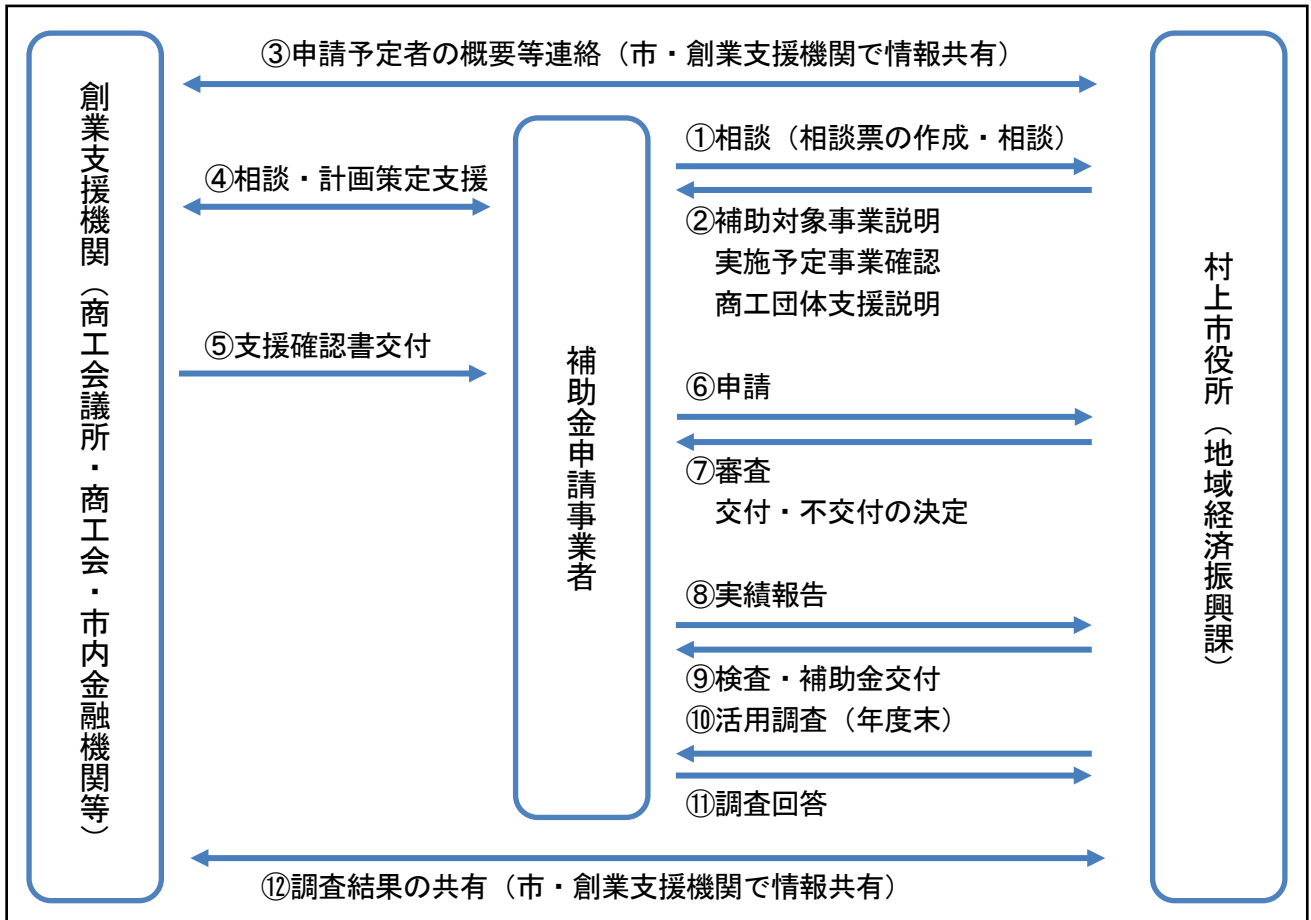 ③申請予定者の概要等連絡（市・創業支援機関で情報共有）
創業支援機関（商工会議所・商工会・市内金融機関等）
④相談・計画策定支援
⑤支援確認書交付
補助金申請事業者
①相談（相談票の作成・相談）
②補助対象事業説明
実施予定事業確認
商工団体支援説明
⑥申請
⑦審査
交付・不交付の決定
⑧実績報告
⑨検査・補助金交付
⑩活用調査（年度末）
⑪調査回答
村上市役所（地域経済振興課）
⑫調査結果の共有（市・創業支援機関で情報共有）